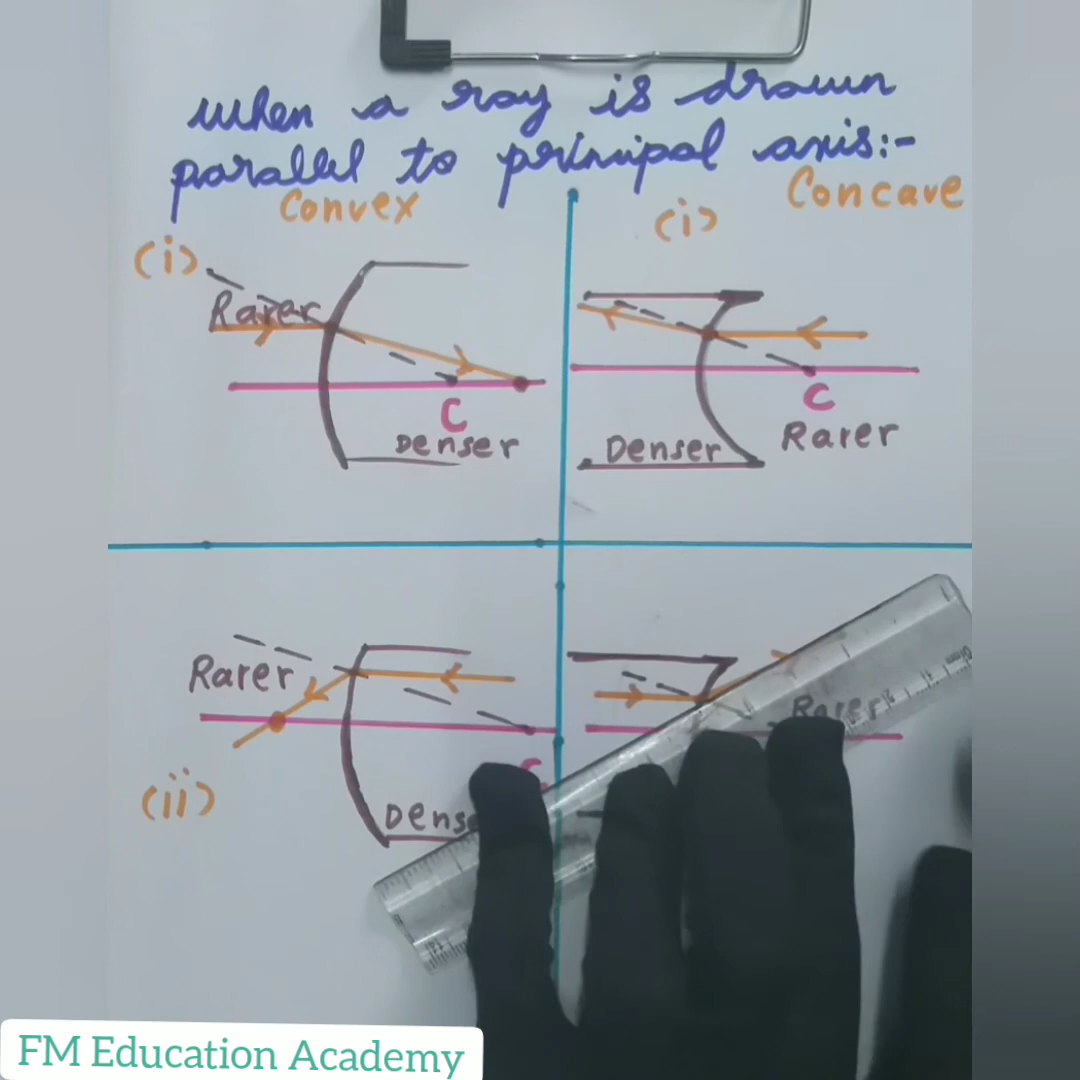 when a ray is drawn
parallel to principal axis:-
Convex
(i)
Concave
(i)
Rarer
C
Denser
C
Rarer
Denser
Rarer
(ii)
C
Rarer
FM Education Academy